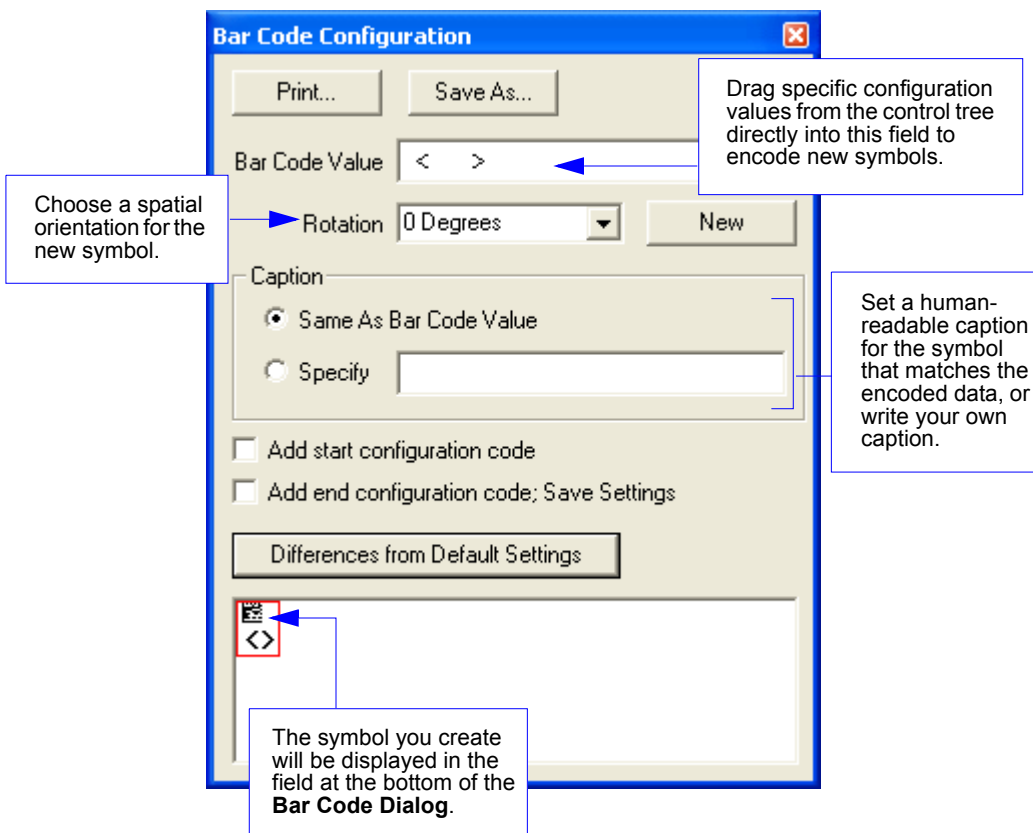 Bar Code Configuration
Print...
Save As...
Drag specific configuration
values from the control tree
directly into this field to
encode new symbols.
Bar Code Value
< >
Choose a spatial
orientation for the
new symbol.
Rotation
0 Degrees
New
Caption
Same As Bar Code Value
Specify
Set a human-
readable caption
for the symbol
that matches the
encoded data, or
write your own
caption.
Add start configuration code
Add end configuration code; Save Settings
Differences from Default Settings
<>
The symbol you create
will be displayed in the
field at the bottom of the
Bar Code Dialog.